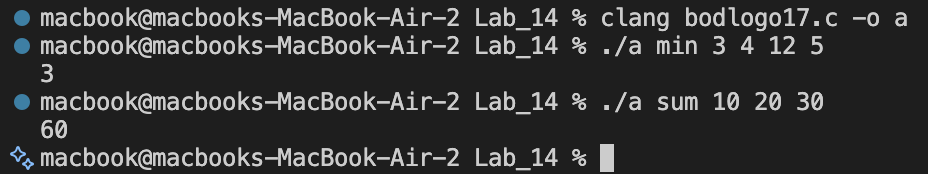 macbook@macbooks-MacBook-Air-2 Lab_14 % clang bodlogo17.c -o a
macbook@macbooks-MacBook-Air-2 Lab_14 % ./a min 3 4 12 5
3
macbook@macbooks-MacBook-Air-2 Lab_14 % ./a sum 10 20 30
60
macbook@macbooks-MacBook-Air-2 Lab_14 %